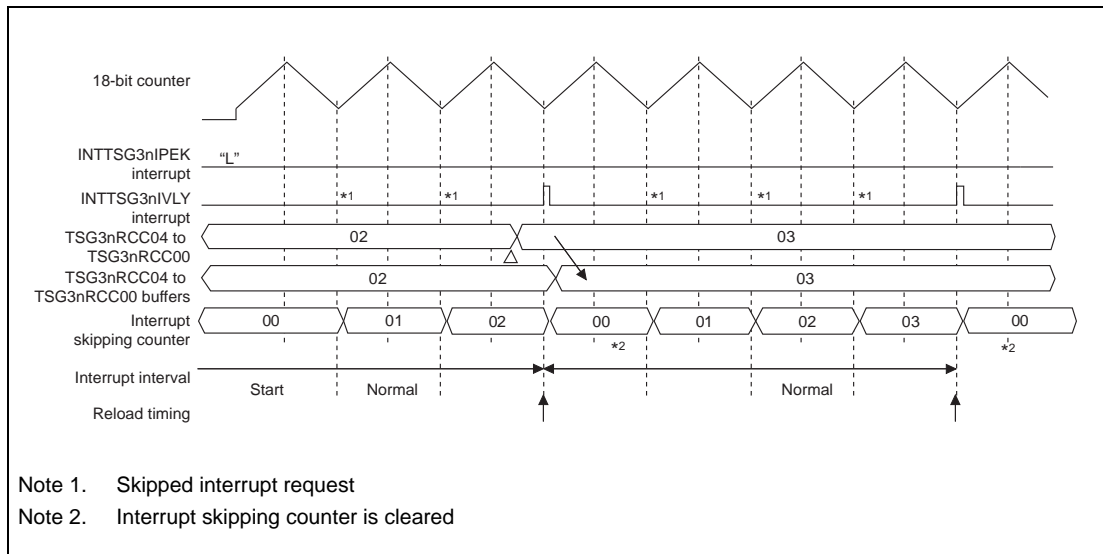 18-bit counter
INTTSG3nIPEK
interrupt
“L”
INTTSG3nIVLY
interrupt
*1 *1 *1 *1 *1
TSG3nRCC04 to
TSG3nRCC00
02 03
TSG3nRCC04 to
TSG3nRCC00 buffers
02 03
Interrupt
skipping counter
00 01 02 00 01 02 03 00
*2 *2
Interrupt interval
Start Normal Normal
Reload timing
Note 1. Skipped interrupt request
Note 2. Interrupt skipping counter is cleared